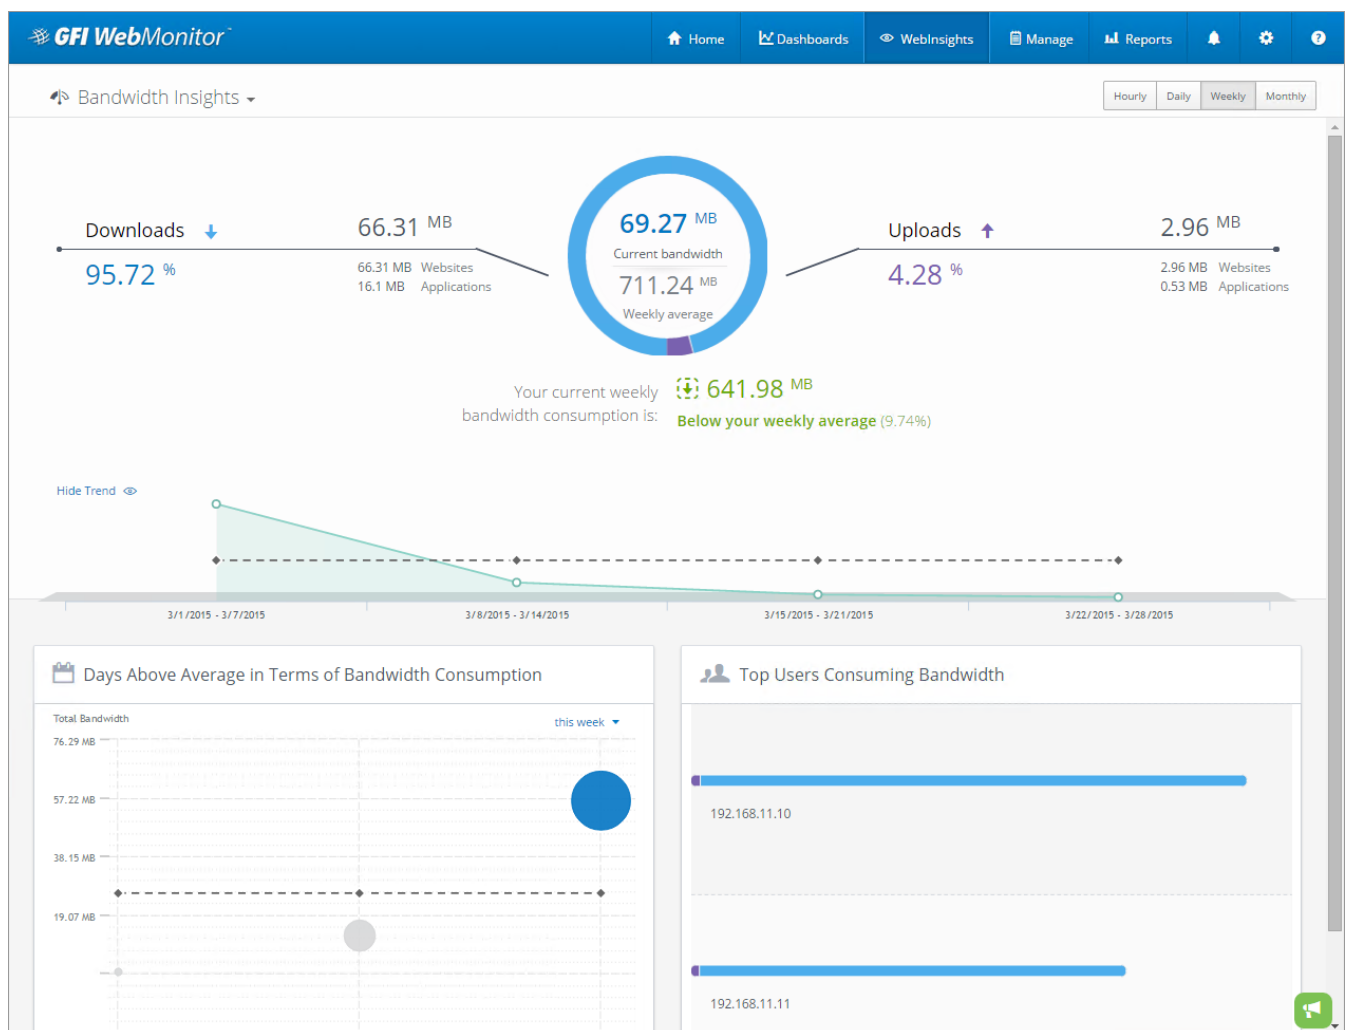 GFI WebMonitor
Home
Dashboards
WebInsights
Manage
Reports
Bandwidth Insights
Hourly
Daily
Weekly
Monthly
Downloads
66.31 MB
95.72 %
66.31 MB Websites
16.1 MB Applications
69.27 MB
Current bandwidth
711.24 MB
Weekly average
Uploads
2.96 MB
4.28 %
2.96 MB Websites
0.53 MB Applications
Your current weekly
bandwidth consumption is:
641.98 MB
Below your weekly average (9.74%)
Hide Trend
3/1/2015 - 3/7/2015
3/8/2015 - 3/14/2015
3/15/2015 - 3/21/2015
3/22/2015 - 3/28/2015
Days Above Average in Terms of Bandwidth Consumption
Total Bandwidth
this week
76.29 MB
57.22 MB
38.15 MB
19.07 MB
Top Users Consuming Bandwidth
192.168.11.10
192.168.11.11